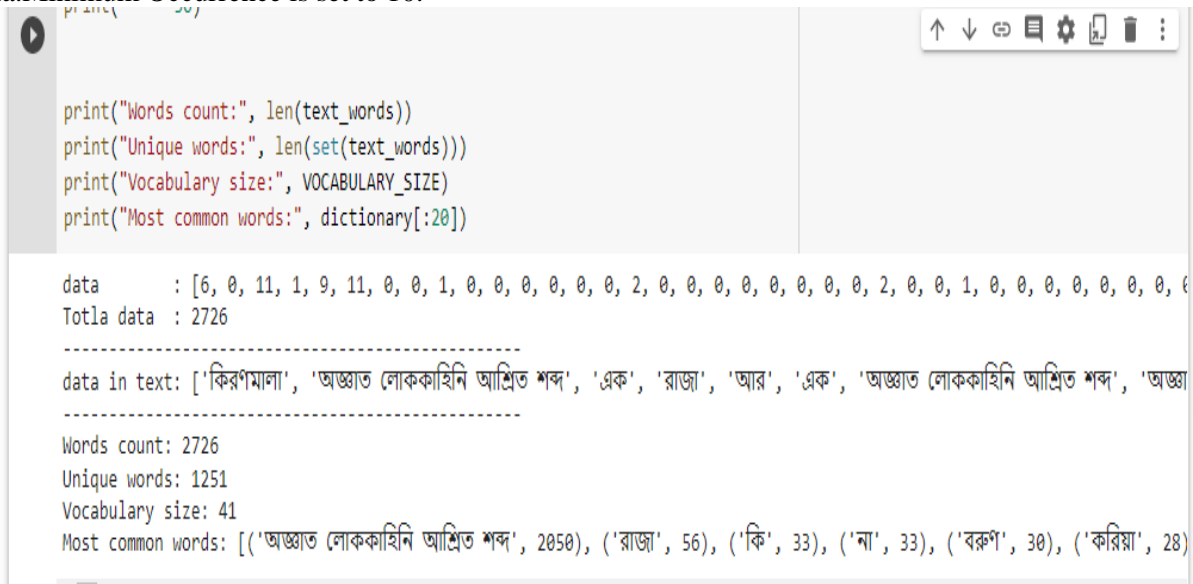 print("Words count:", len(text_words))
print("Unique words:", len(set(text_words)))
print("Vocabulary size:", VOCABULARY_SIZE)
print("Most common words:", dictionary[:20])
data : [6, 0, 11, 1, 9, 11, 0, 0, 1, 0, 0, 0, 0, 0, 0, 2, 0, 0, 0, 0, 0, 0, 0, 0, 2, 0, 0, 1, 0, 0, 0, 0, 0, 0, 0,
Totla data : 2726
-------------------------------------------------
data in text: ['কিরণমালা', 'অজ্ঞাত লোককাহিনি আশ্রিত শব্দ', 'এক', 'রাজা', 'আর', 'এক', 'অজ্ঞাত লোককাহিনি আশ্রিত শব্দ',
-------------------------------------------------
Words count: 2726
Unique words: 1251
Vocabulary size: 41
Most common words: [('অজ্ঞাত লোককাহিনি আশ্রিত শব্দ', 2050), ('রাজা', 56), ('কি', 33), ('না', 33), ('বরুণ', 30), ('করিয়া', 28)